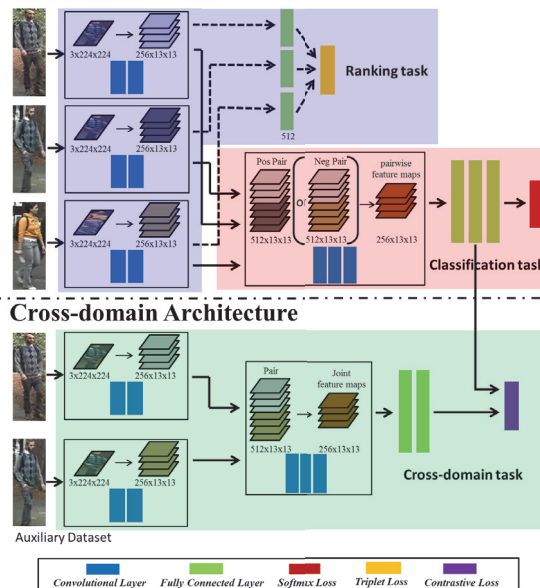 3x224x224 256x13x13
Ranking task
512
3x224x224 256x13x13
Pos Pair Neg Pair pairwise
feature maps
Or
512x13x13 512x13x13 256x13x13
3x224x224 256x13x13
Classification task
Cross-domain Architecture
3x224x224 256x13x13
Pair Joint
feature maps
512x13x13 256x13x13
3x224x224 256x13x13
Cross-domain task
Auxiliary Dataset
Convolutional Layer Fully Connected Layer Softmix Loss Triplet Loss Contrastive Loss